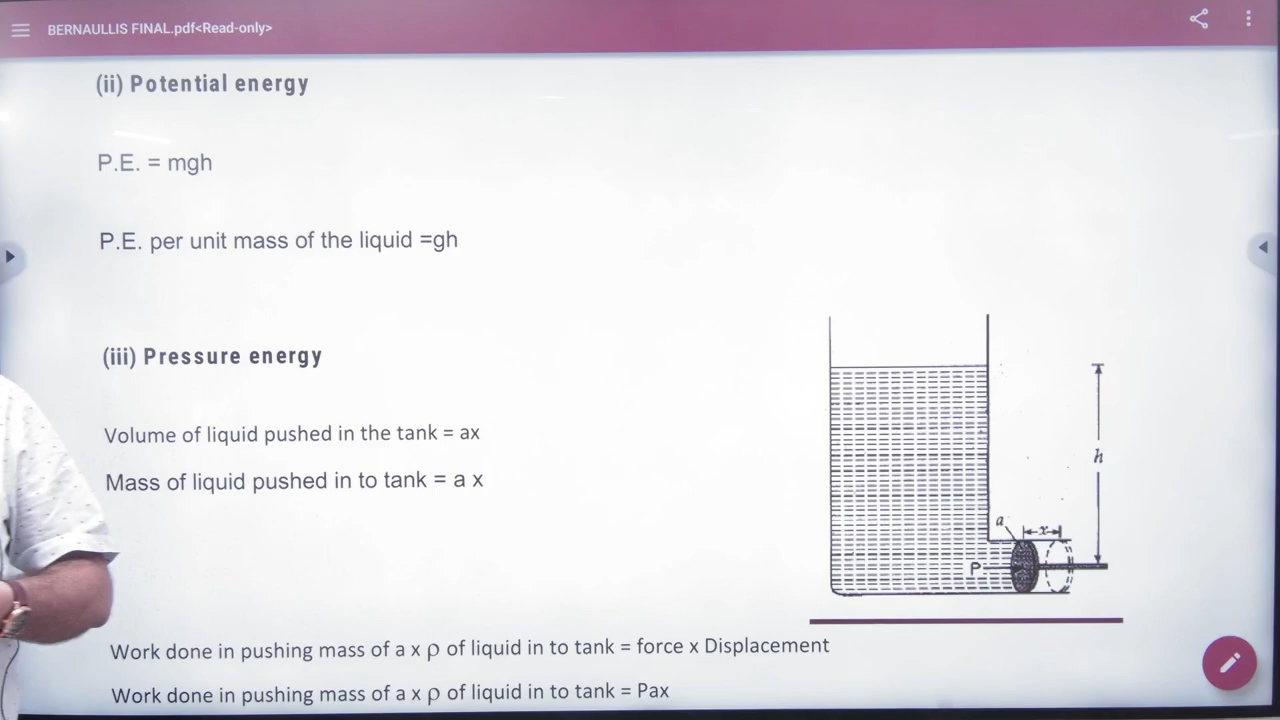 BERNAULLIS FINAL.pdf<Read-only>
(ii) Potential energy
P.E. = mgh
P.E. per unit mass of the liquid =gh
(iii) Pressure energy
Volume of liquid pushed in the tank = ax
Mass of liquid pushed in to tank = a x
h
a
x
P
Work done in pushing mass of a x ρ of liquid in to tank = force x Displacement
Work done in pushing mass of a x ρ of liquid in to tank = Pax